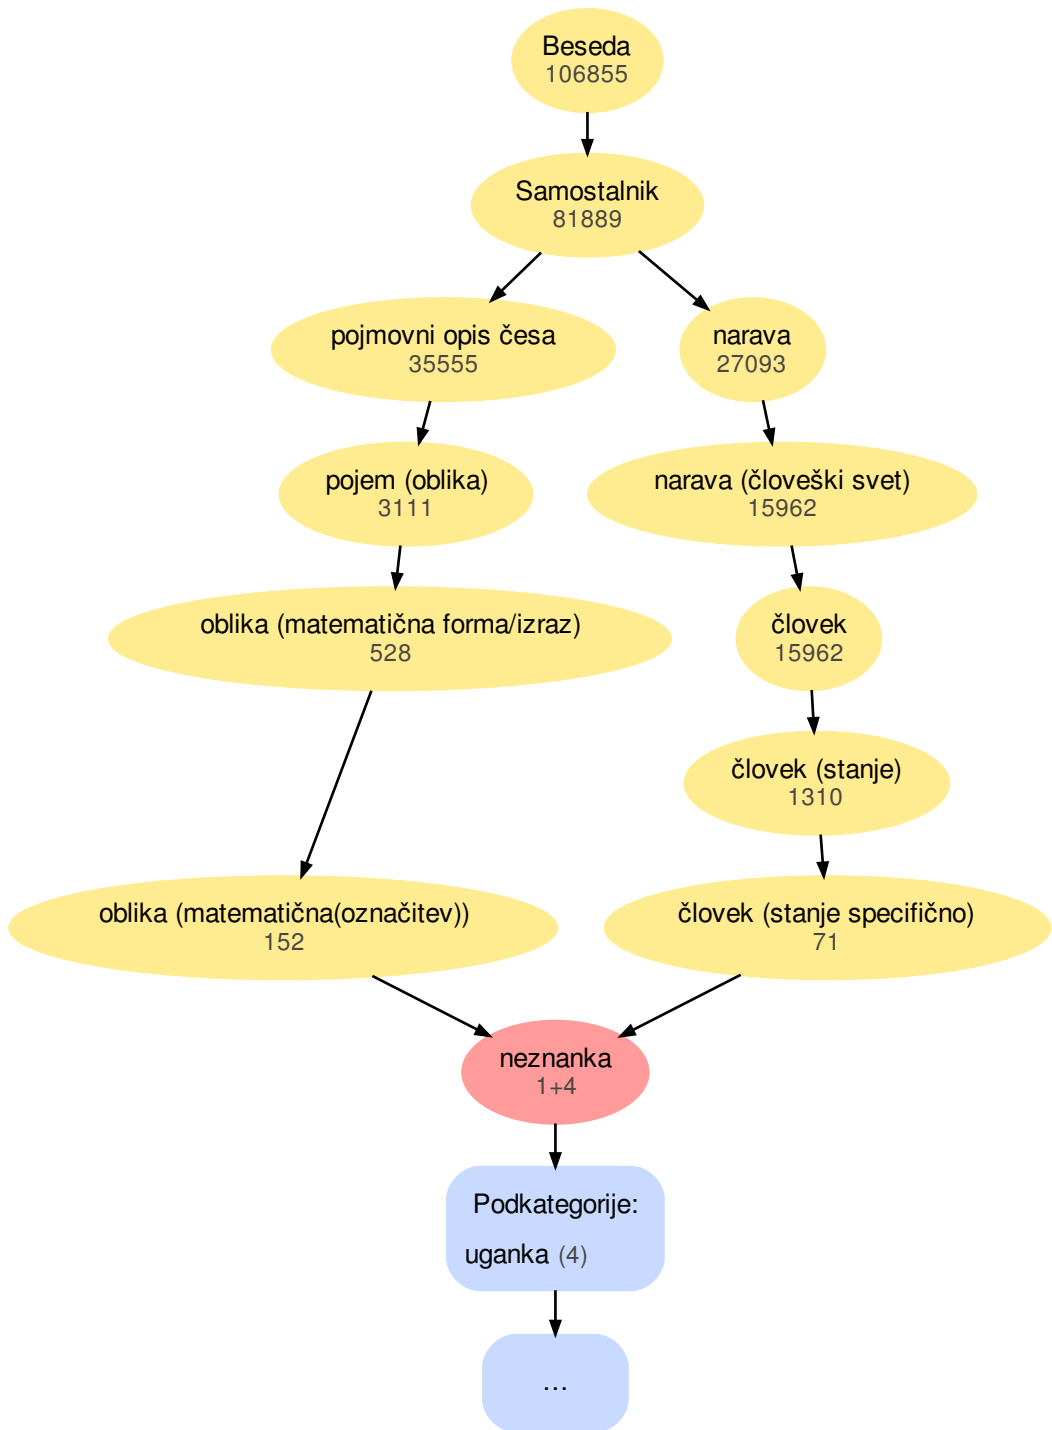 Beseda
106855
Samostalnik
81889
pojmovni opis česa
35555
narava
27093
pojem (oblika)
3111
narava (človeški svet)
15962
oblika (matematična forma/izraz)
528
človek
15962
človek (stanje)
1310
oblika (matematična(označitev))
152
človek (stanje specifično)
71
neznanka
1+4
Podkategorije:
uganka (4)
...